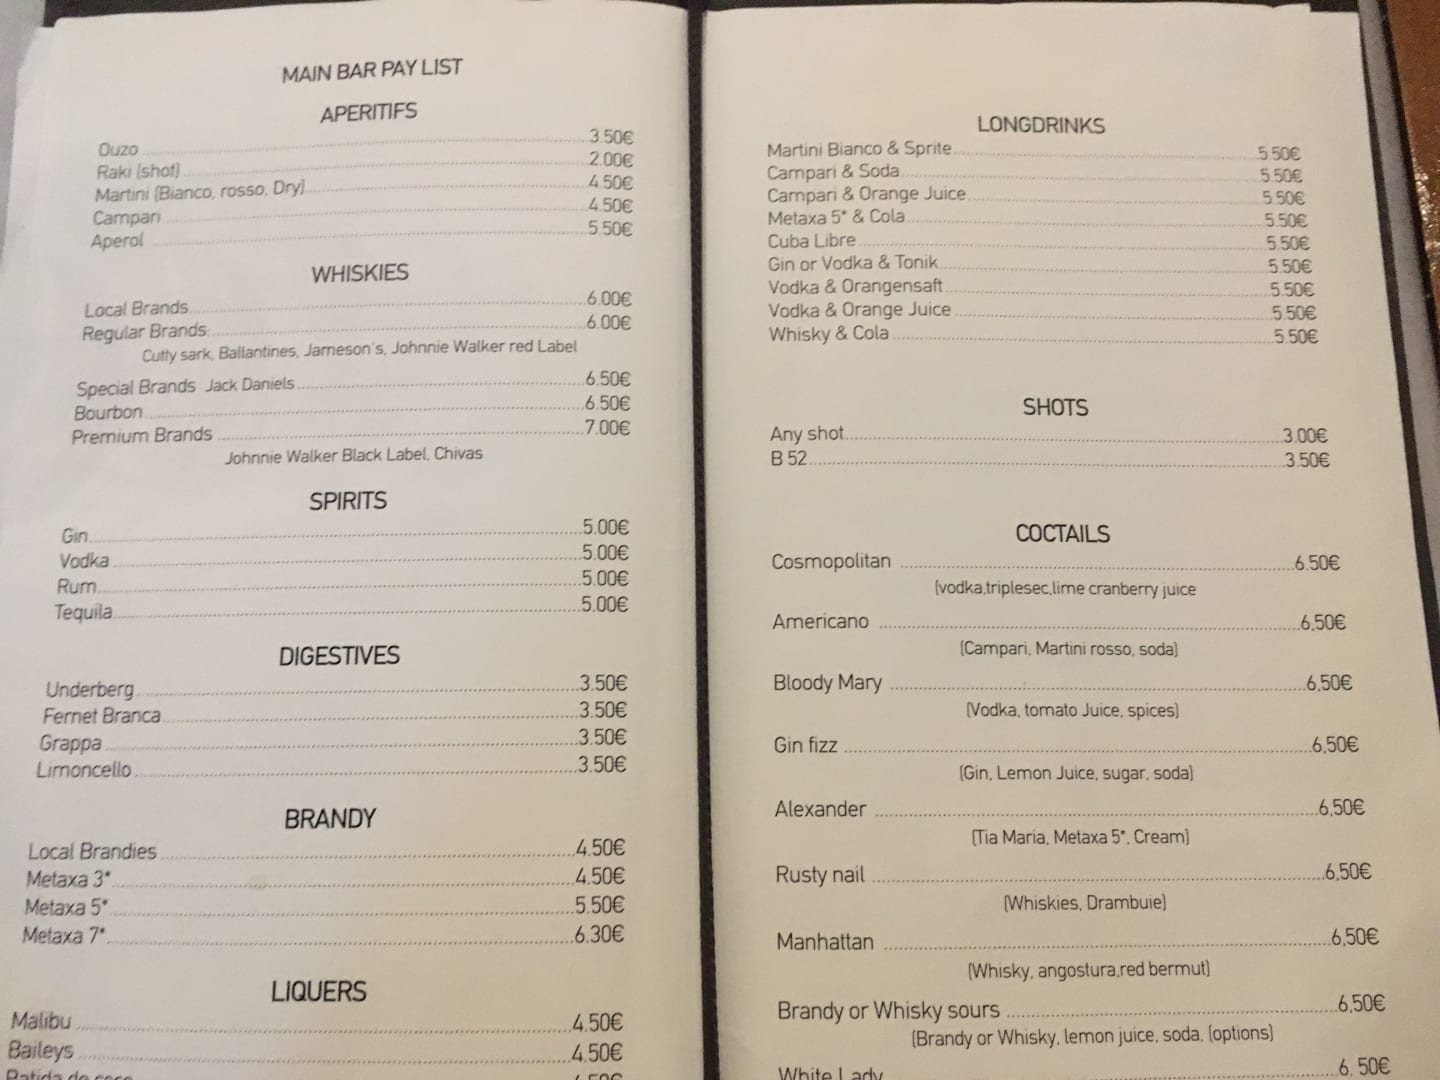 MAIN BAR PAY LIST
APERITIFS
Ouzo 3.50€
Raki (shot) 2.00€
Martini (Bianco, rosso, Dry) 4.50€
Campari 4.50€
Aperol 5.50€
WHISKIES
Local Brands 6.00€
Regular Brands 6.00€
Cutty sark, Ballantines, Jameson's, Johnnie Walker red Label
Special Brands Jack Daniels 6.50€
Bourbon 6.50€
Premium Brands 7.00€
Johnnie Walker Black Label, Chivas
SPIRITS
Gin 5.00€
Vodka 5.00€
Rum 5.00€
Tequila 5.00€
DIGESTIVES
Underberg 3.50€
Fernet Branca 3.50€
Grappa 3.50€
Limoncello 3.50€
BRANDY
Local Brandies 4.50€
Metaxa 3* 4.50€
Metaxa 5* 5.50€
Metaxa 7* 6.30€
LIQUERS
Malibu 4.50€
Baileys 4.50€
Batida de coco 4.50€
LONGDRINKS
Martini Bianco & Sprite 5.50€
Campari & Soda 5.50€
Campari & Orange Juice 5.50€
Metaxa 5* & Cola 5.50€
Cuba Libre 5.50€
Gin or Vodka & Tonik 5.50€
Vodka & Orangensaft 5.50€
Vodka & Orange Juice 5.50€
Whisky & Cola 5.50€
SHOTS
Any shot 3.00€
B 52 3.50€
COCTAILS
Cosmopolitan 6.50€
(vodka,triplesec,lime cranberry juice
Americano 6,50€
(Campari, Martini rosso, soda)
Bloody Mary 6,50€
(Vodka, tomato Juice, spices)
Gin fizz 6,50€
(Gin, Lemon Juice, sugar, soda)
Alexander 6,50€
(Tia Maria, Metaxa 5*, Cream)
Rusty nail 6,50€
(Whiskies, Drambuie)
Manhattan 6,50€
(Whisky, angostura,red bermut)
Brandy or Whisky sours 6,50€
(Brandy or Whisky, lemon juice, soda, (options)
White Lady 6. 50€